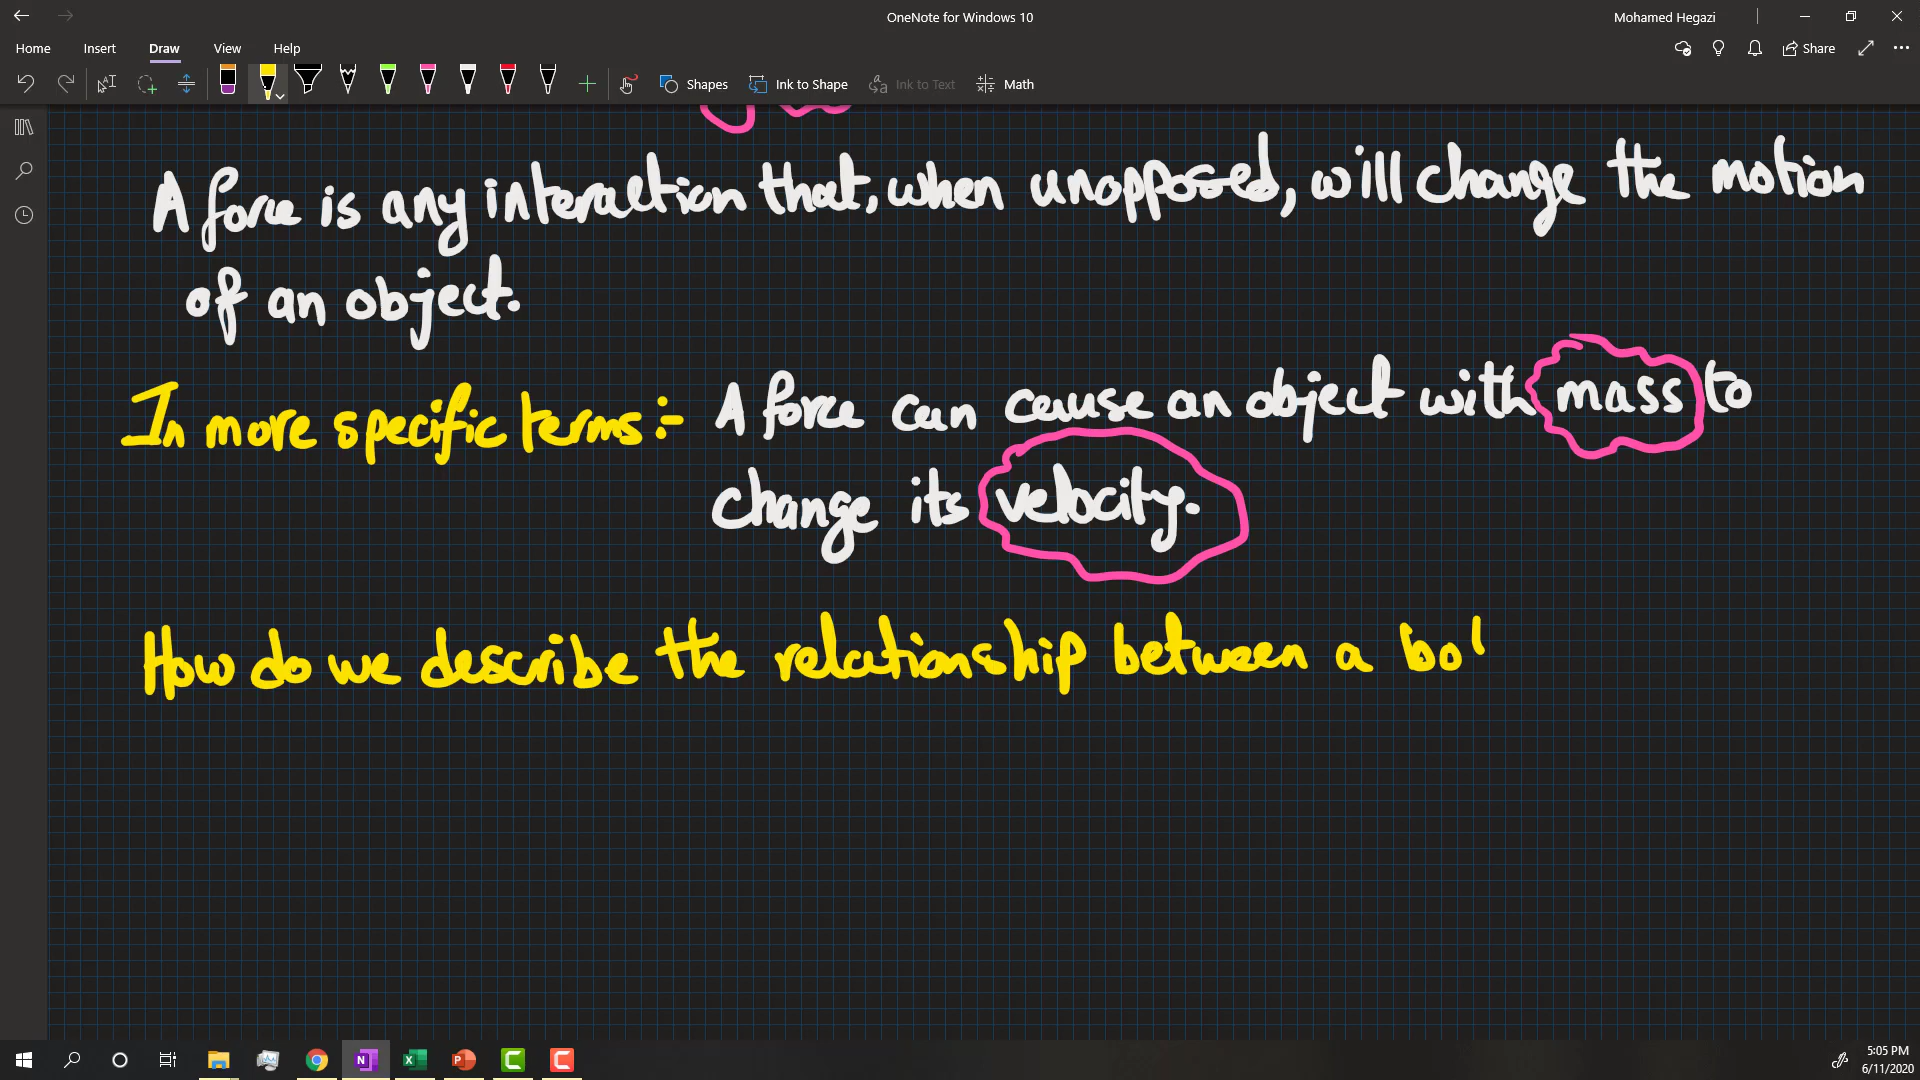 OneNote for Windows 10
Mohamed Hegazi
Home Insert Draw View Help
Share
Shapes Ink to Shape Ink to Text Math
A force is any interaction that, when unopposed, will change the motion
of an object.
In more specific terms:- A force can cause an object with mass to
change its velocity.
How do we describe the relationship between a bo
5:05 PM
6/11/2020